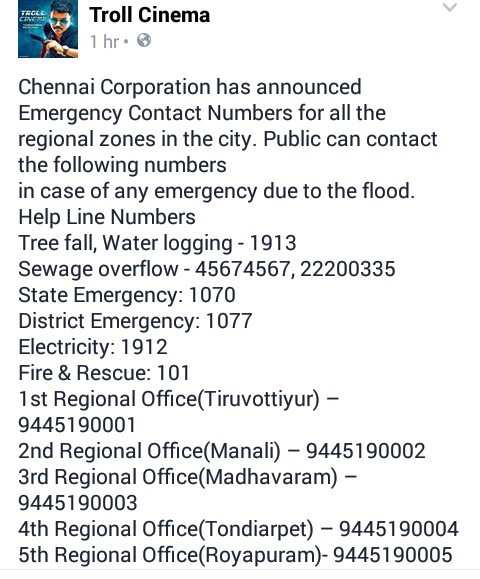 TROLL
CINEMA
Troll Cinema
1 hr •
Chennai Corporation has announced
Emergency Contact Numbers for all the
regional zones in the city. Public can contact
the following numbers
in case of any emergency due to the flood.
Help Line Numbers
Tree fall, Water logging - 1913
Sewage overflow - 45674567, 22200335
State Emergency: 1070
District Emergency: 1077
Electricity: 1912
Fire & Rescue: 101
1st Regional Office(Tiruvottiyur) –
9445190001
2nd Regional Office(Manali) – 9445190002
3rd Regional Office(Madhavaram) –
9445190003
4th Regional Office(Tondiarpet) – 9445190004
5th Regional Office(Royapuram)- 9445190005